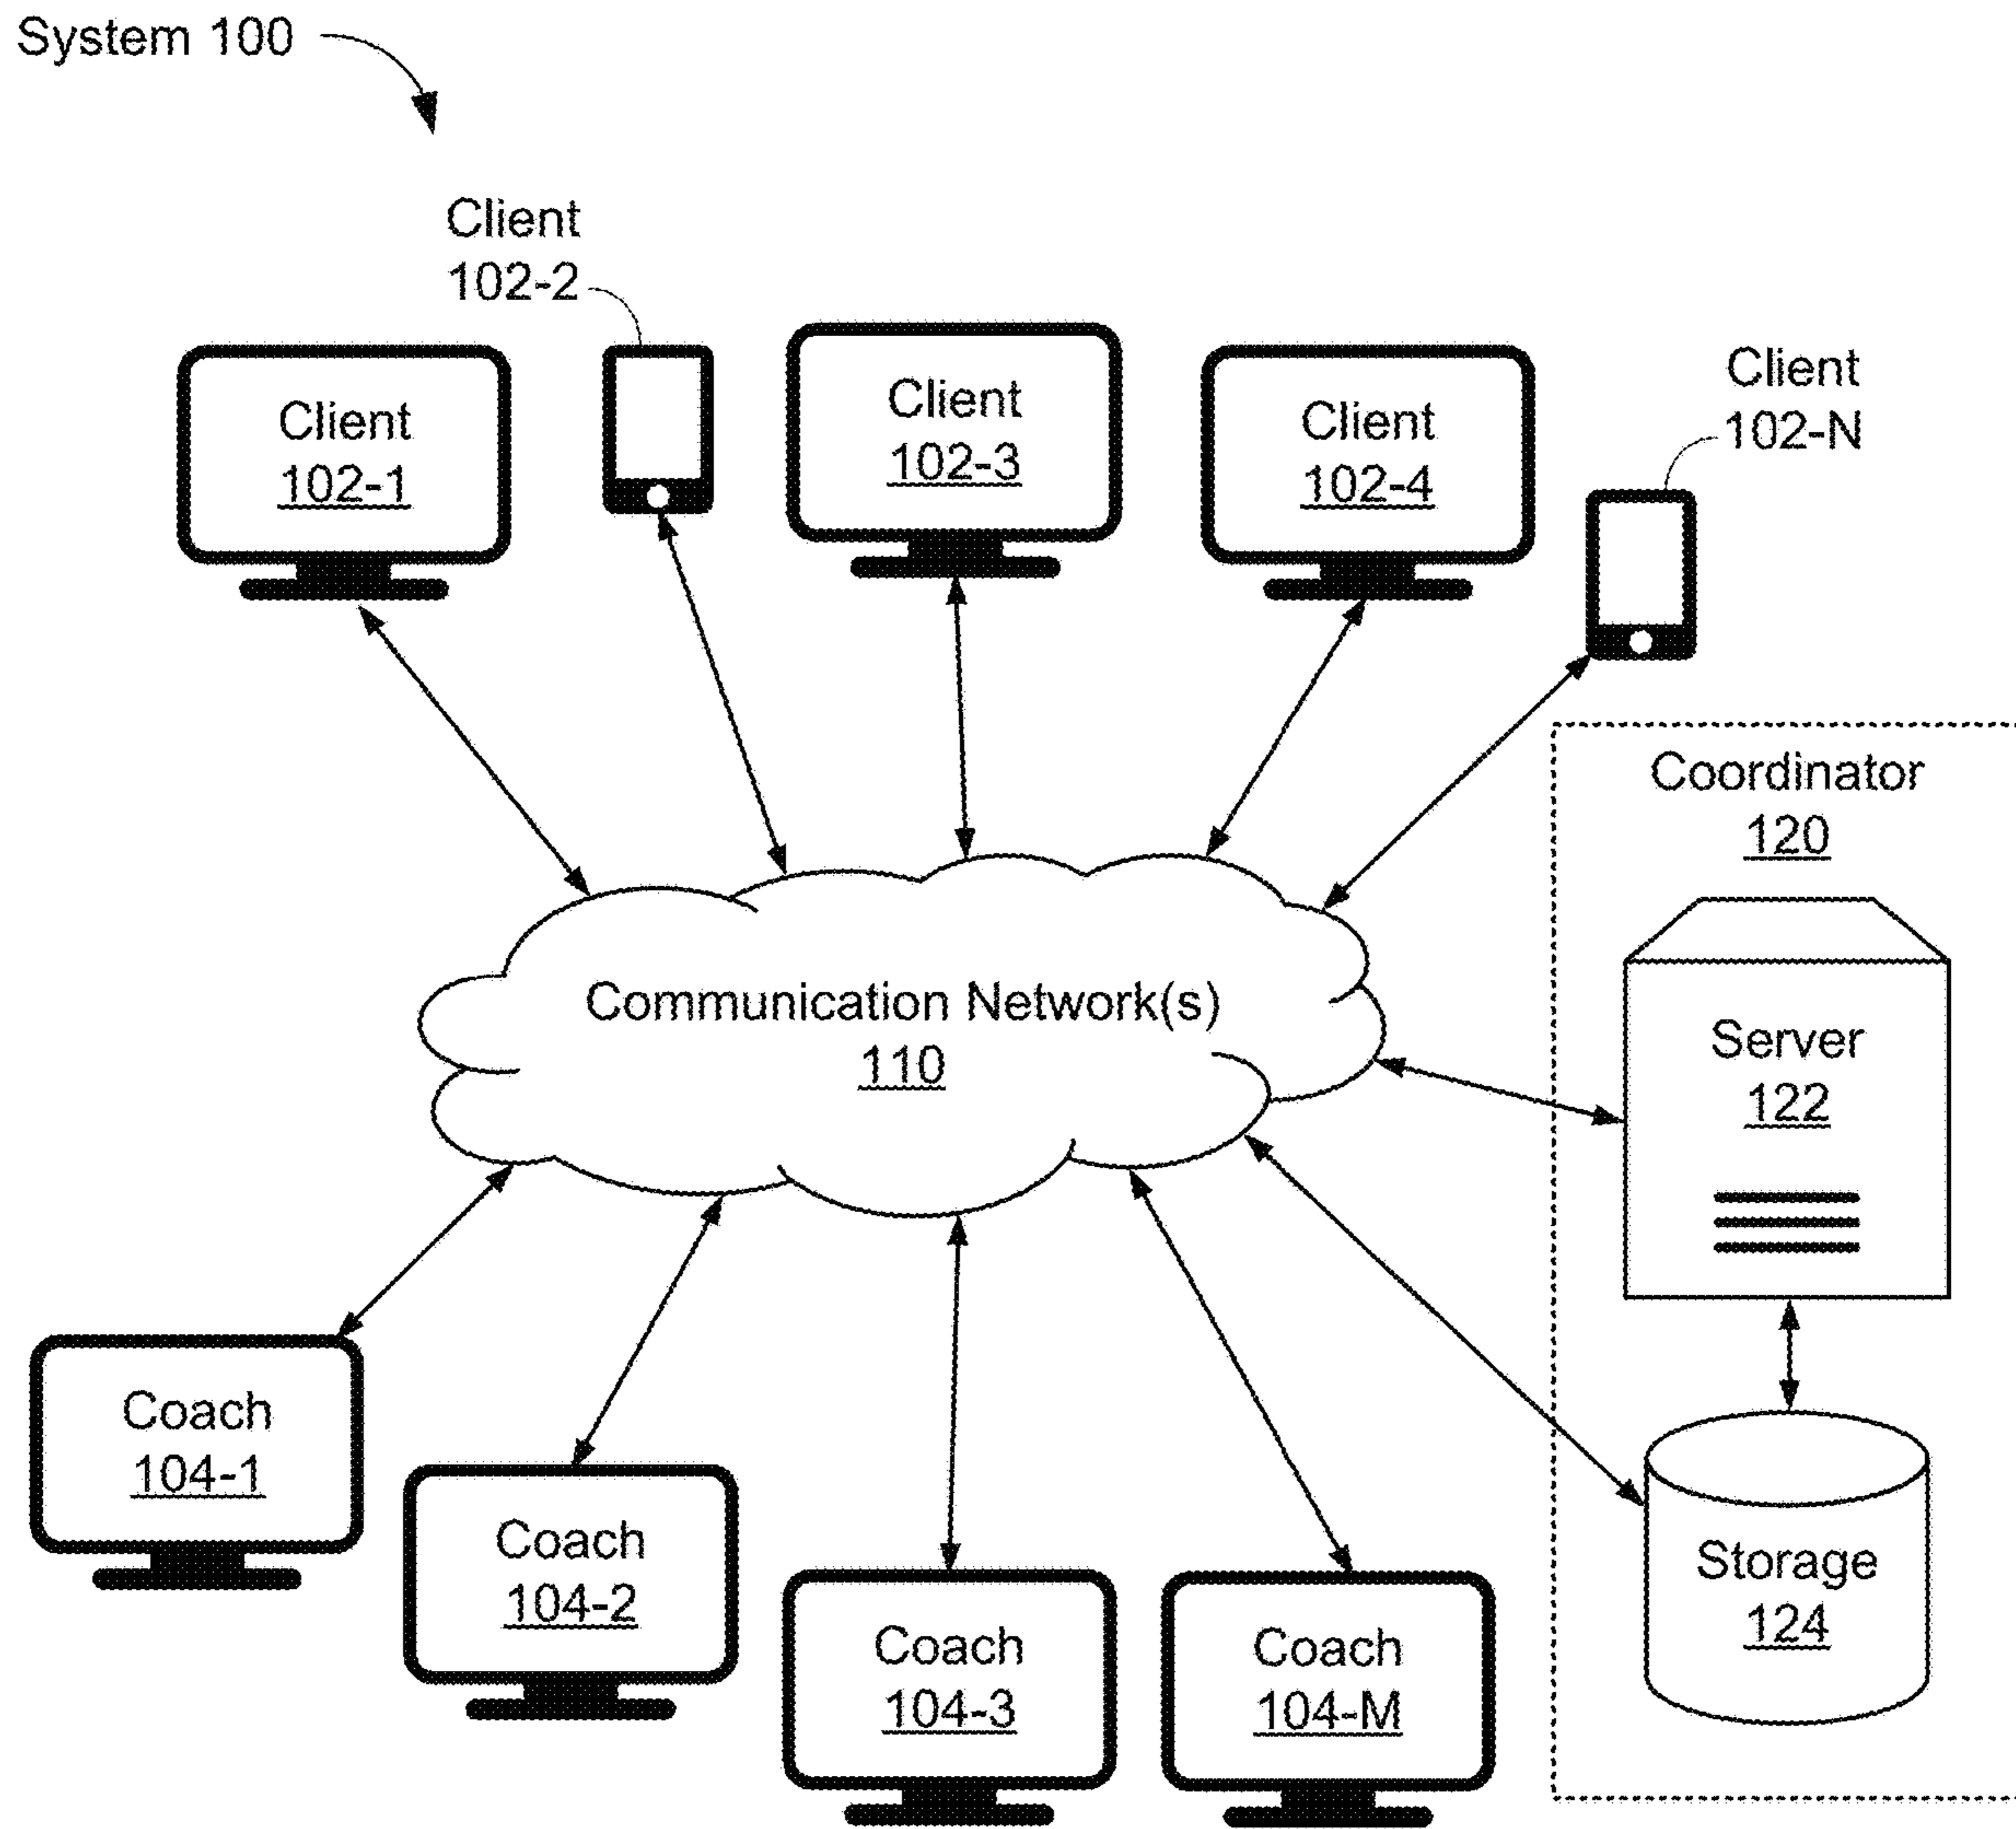 System 100
Client
102-2
Client
102-1
Client
102-3
Client
102-4
Client
102-N
Coordinator
120
Communication Network(s)
110
Server
122
Coach
104-1
Coach
104-2
Coach
104-3
Coach
104-M
Storage
124